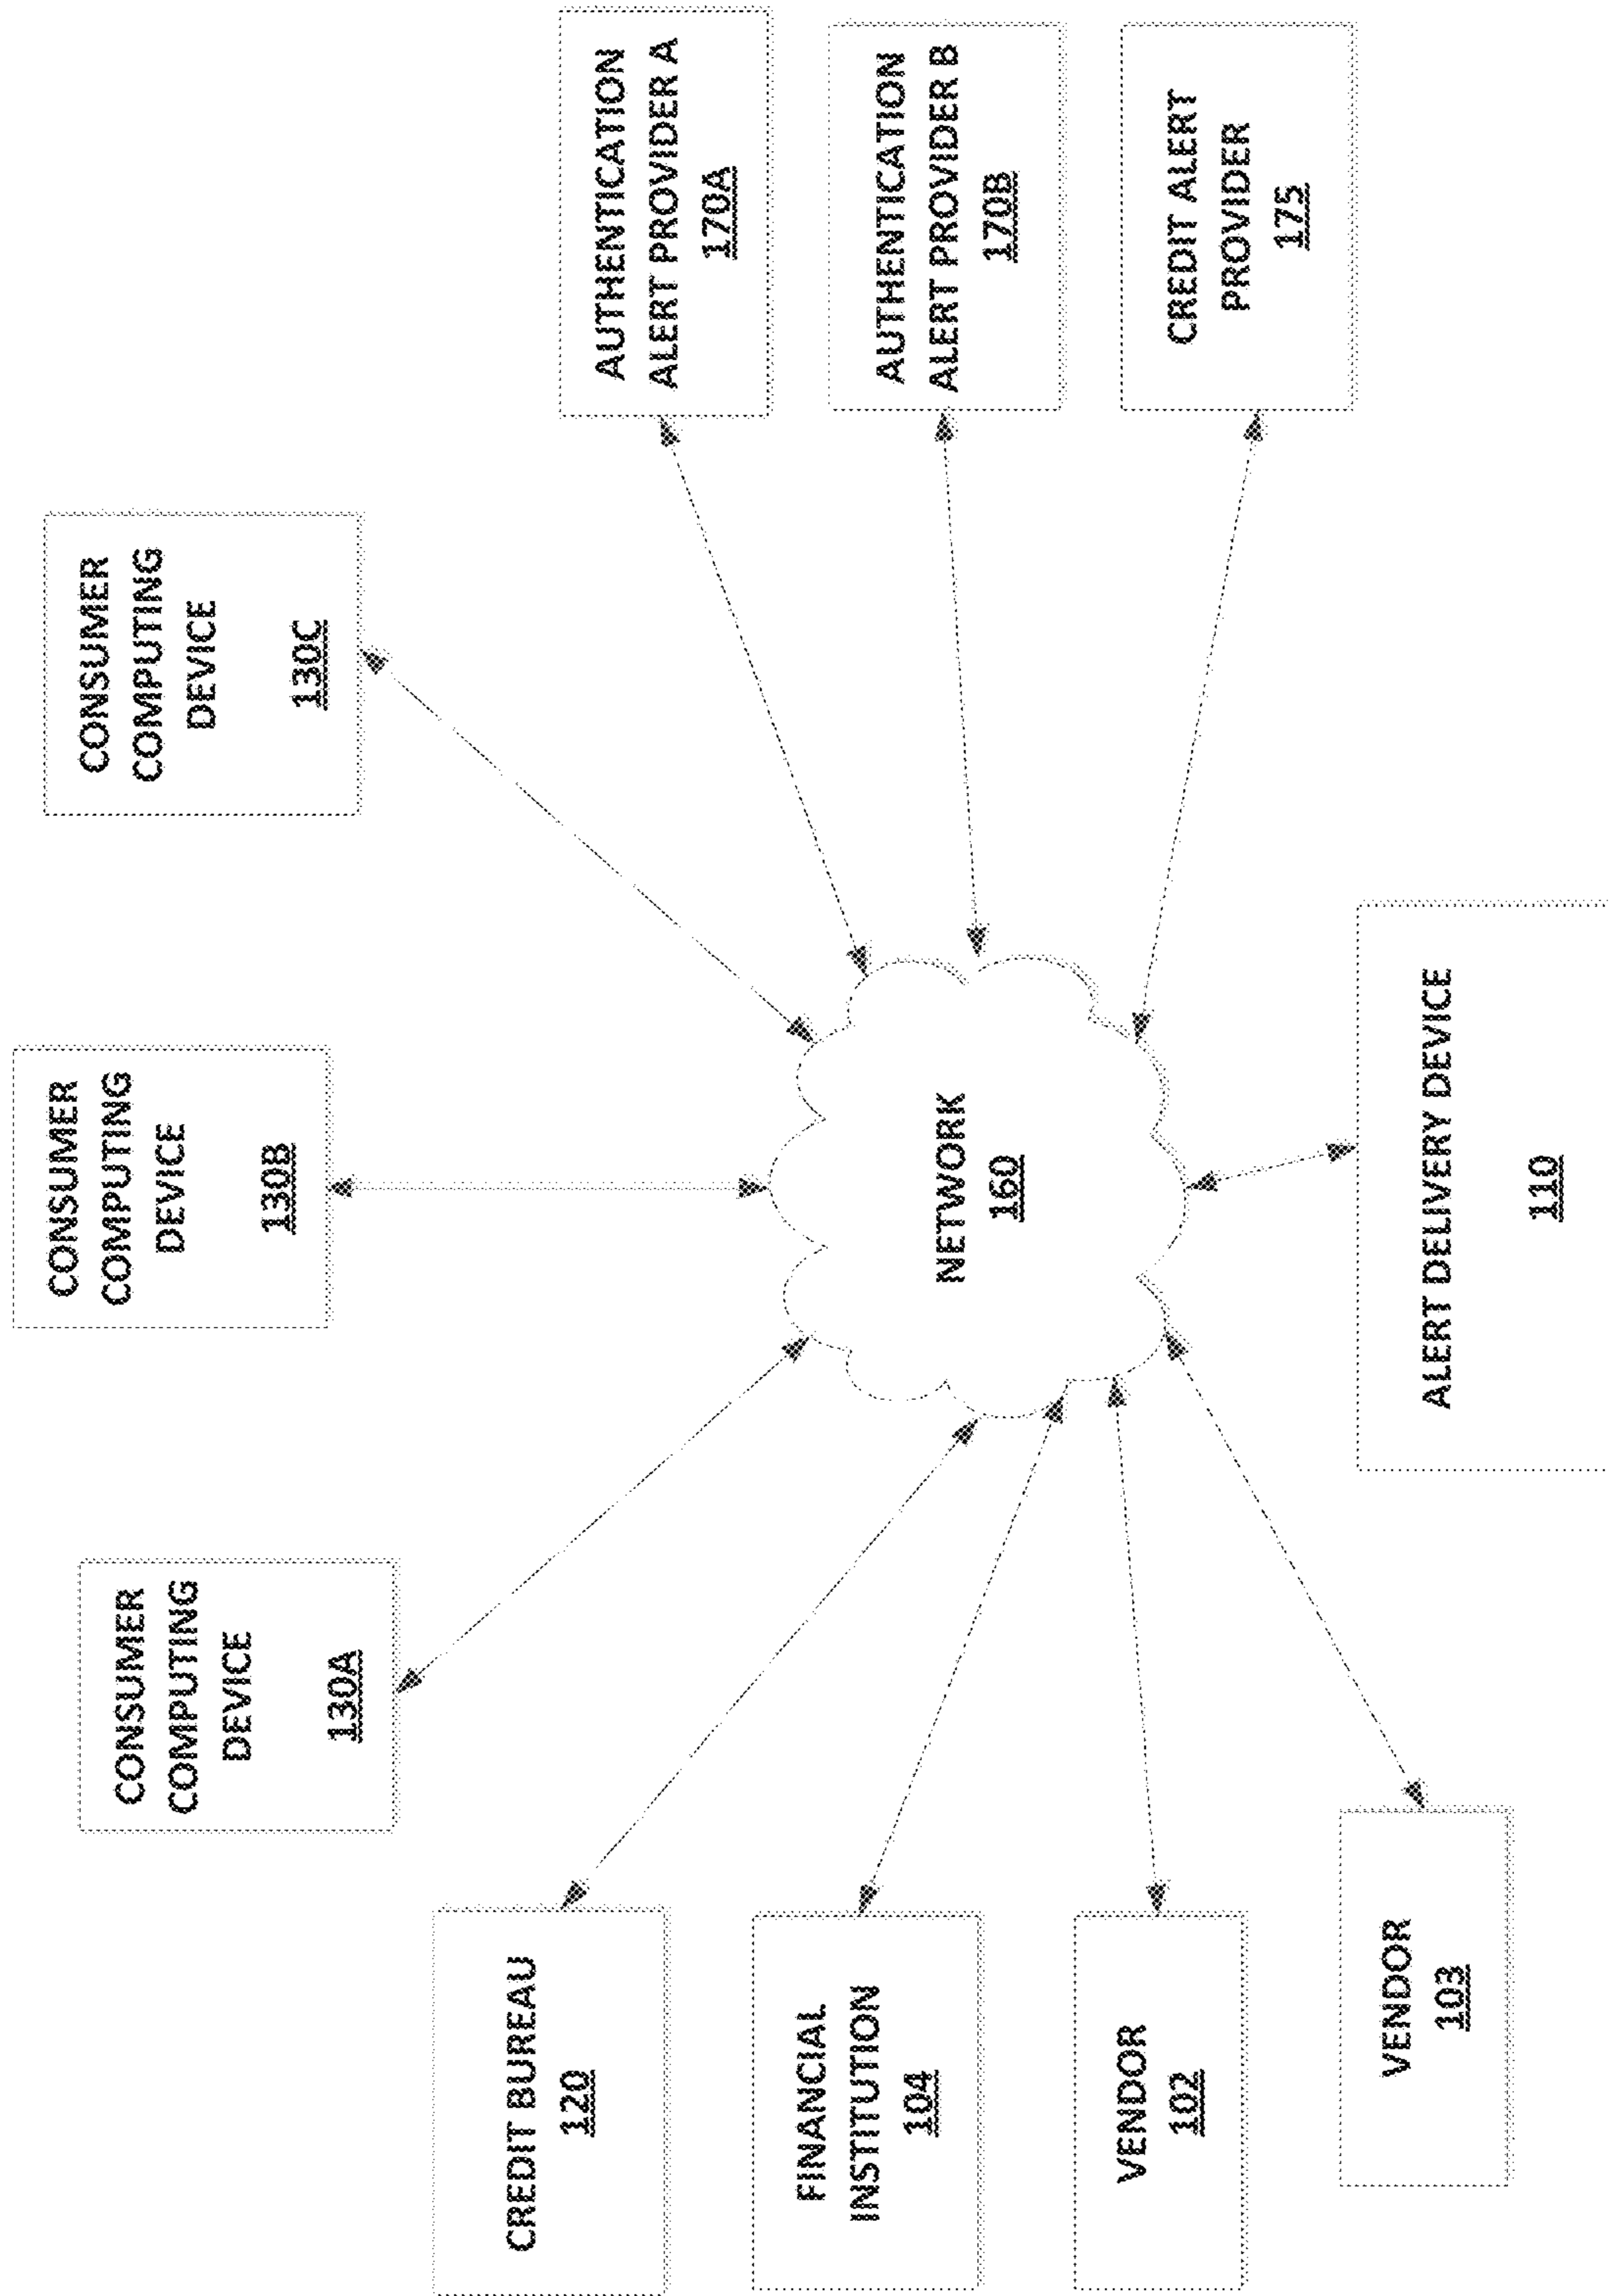 CONSUMER
COMPUTING
DEVICE
130A
CONSUMER
COMPUTING
DEVICE
130B
CONSUMER
COMPUTING
DEVICE
130C
CREDIT BUREAU
120
FINANCIAL
INSTITUTION
104
VENDOR
102
VENDOR
103
NETWORK
160
AUTHENTICATION
ALERT PROVIDER A
170A
AUTHENTICATION
ALERT PROVIDER B
170B
CREDIT ALERT
PROVIDER
175
ALERT DELIVERY DEVICE
110